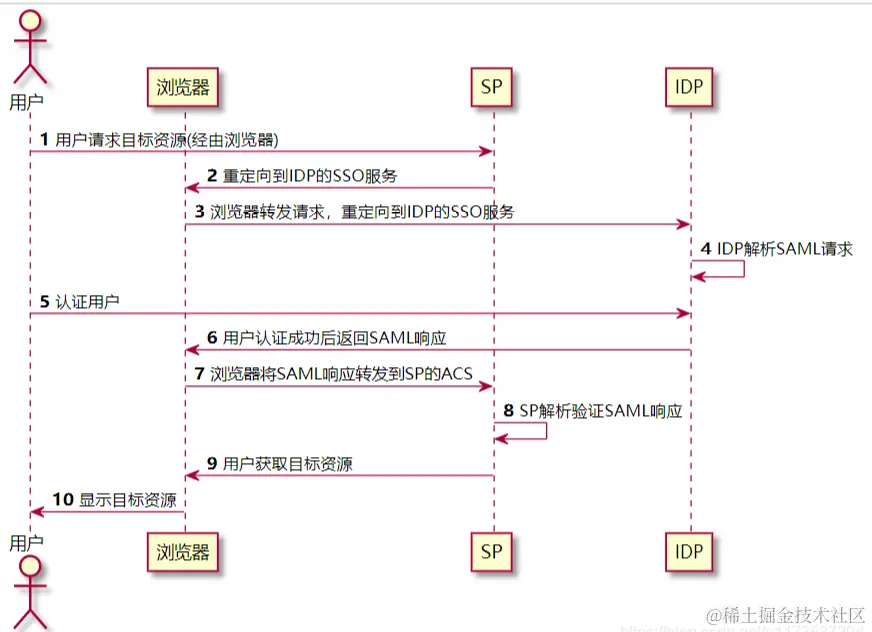 用户
浏览器
SP
IDP
1 用户请求目标资源(经由浏览器)
2 重定向到IDP的SSO服务
3 浏览器转发请求，重定向到IDP的SSO服务
4 IDP解析SAML请求
5 认证用户
6 用户认证成功后返回SAML响应
7 浏览器将SAML响应转发到SP的ACS
8 SP解析验证SAML响应
9 用户获取目标资源
10 显示目标资源
用户
浏览器
SP
IDP
@稀土掘金技术社区